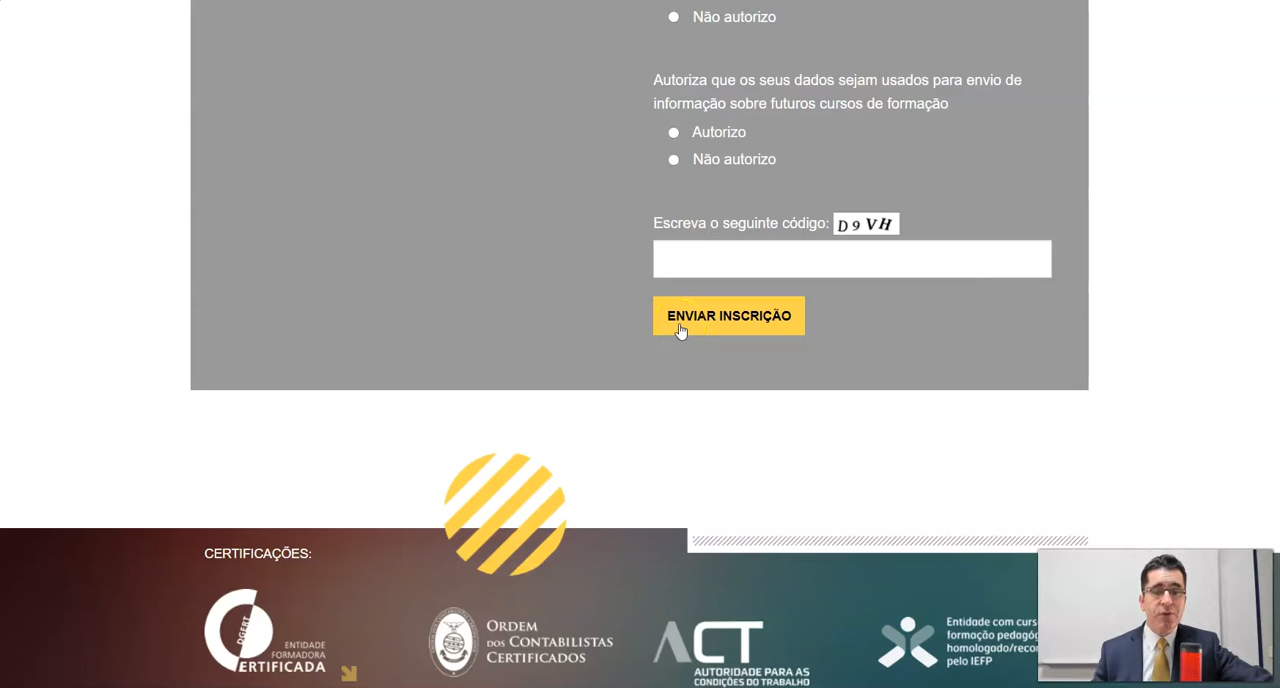 Não autorizo
Autoriza que os seus dados sejam usados para envio de
informação sobre futuros cursos de formação
Autorizo
Não autorizo
Escreva o seguinte código: D9VH
ENVIAR INSCRIÇÃO
CERTIFICAÇÕES:
DGERT
ENTIDADE
FORMADORA
CERTIFICADA
ORDEM
DOS CONTABILISTAS
CERTIFICADOS
ACT
AUTORIDADE PARA AS
CONDIÇÕES DO TRABALHO
Entidade com curs
formação pedagóg
homologado/recon
pelo IEFP